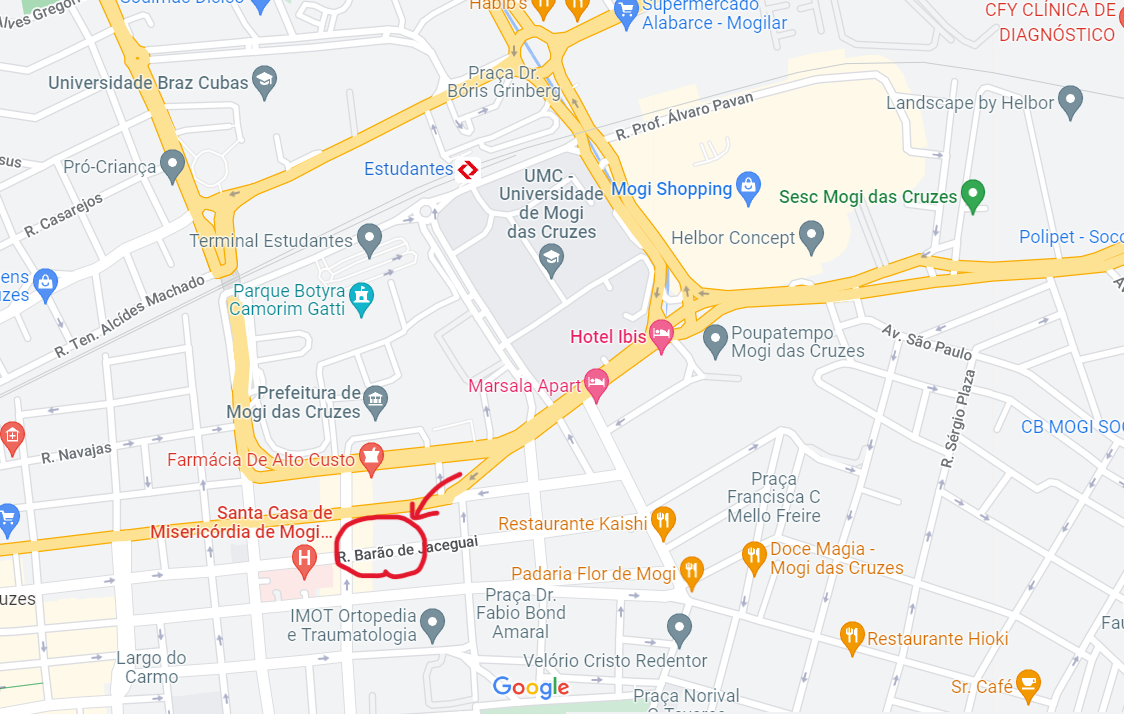 Habib's
Supermercado
Alabarce - Mogilar
CFY CLÍNICA DE
DIAGNÓSTICO
Alves Gregori
Universidade Braz Cubas
Praça Dr.
Bóris Grinberg
Landscape by Helbor
R. Prof. Álvaro Pavan
Pró-Criança
Estudantes
UMC -
Universidade
de Mogi
das Cruzes
Mogi Shopping
Sesc Mogi das Cruzes
R. Casarejos
Terminal Estudantes
Helbor Concept
Polipet - Soco
R. Ten. Alcides Machado
Parque Botyra
Camorim Gatti
Hotel Ibis
Poupatempo
Mogi das Cruzes
Av. São Paulo
Marsala Apart
Prefeitura de
Mogi das Cruzes
R. Sérgio Plaza
CB MOGI SOC
R. Navajas
Farmácia De Alto Custo
Praça
Francisca C
Mello Freire
Santa Casa de
Misericórdia de Mogi...
Restaurante Kaishi
R. Barão de Jaceguai
Doce Magia -
Mogi das Cruzes
Padaria Flor de Mogi
H
uzes
IMOT Ortopedia
e Traumatologia
Praça Dr.
Fabio Bond
Amaral
Restaurante Hioki
Largo do
Carmo
Velório Cristo Redentor
Google
Sr. Café
Praça Norival